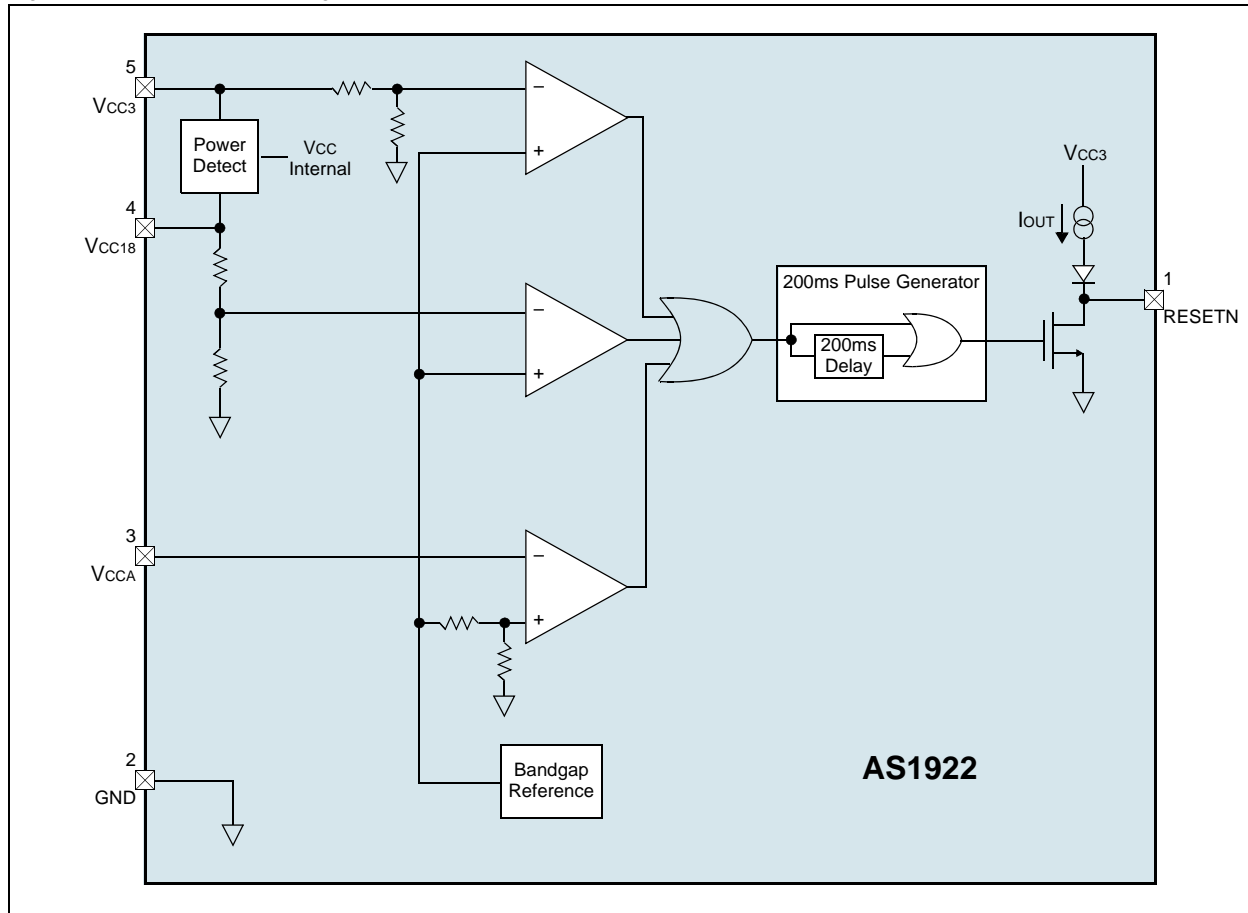 5
VCC3
Power
Detect
VCC
Internal
4
VCC18
3
VCCA
2
GND
−
+
−
+
−
+
Bandgap
Reference
200ms Pulse Generator
200ms
Delay
VCC3
IOUT
1
RESETN
AS1922